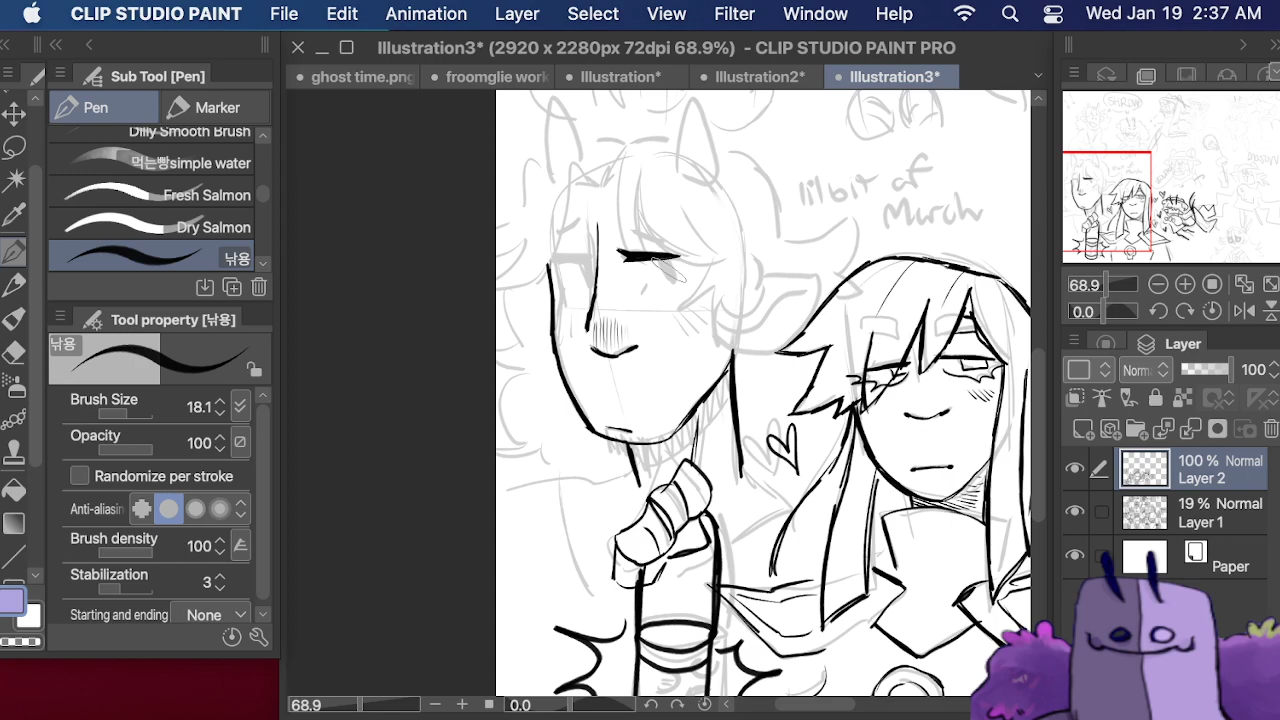 CLIP STUDIO PAINT File Edit Animation Layer Select View Filter Window Help Wed Jan 19 2:37 AM
Illustration3* (2920 x 2280px 72dpi 68.9%) - CLIP STUDIO PAINT PRO
Sub Tool [Pen]
ghost time.png
froomglie work
Illustration*
Illustration2*
Illustration3*
Pen
Marker
Dilly Smooth Brush
먹는빵simple water
Fresh Salmon
Dry Salmon
낚용
Tool property [낚용]
낚용
Brush Size
18.1
Opacity
100
Randomize per stroke
Anti-aliasin
Brush density
100
Stabilization
3
Starting and ending
None
lil bit of
March
68.9
0.0
68.9
0.0
Layer
Norm
100
100 % Normal
Layer 2
19 % Normal
Layer 1
Paper